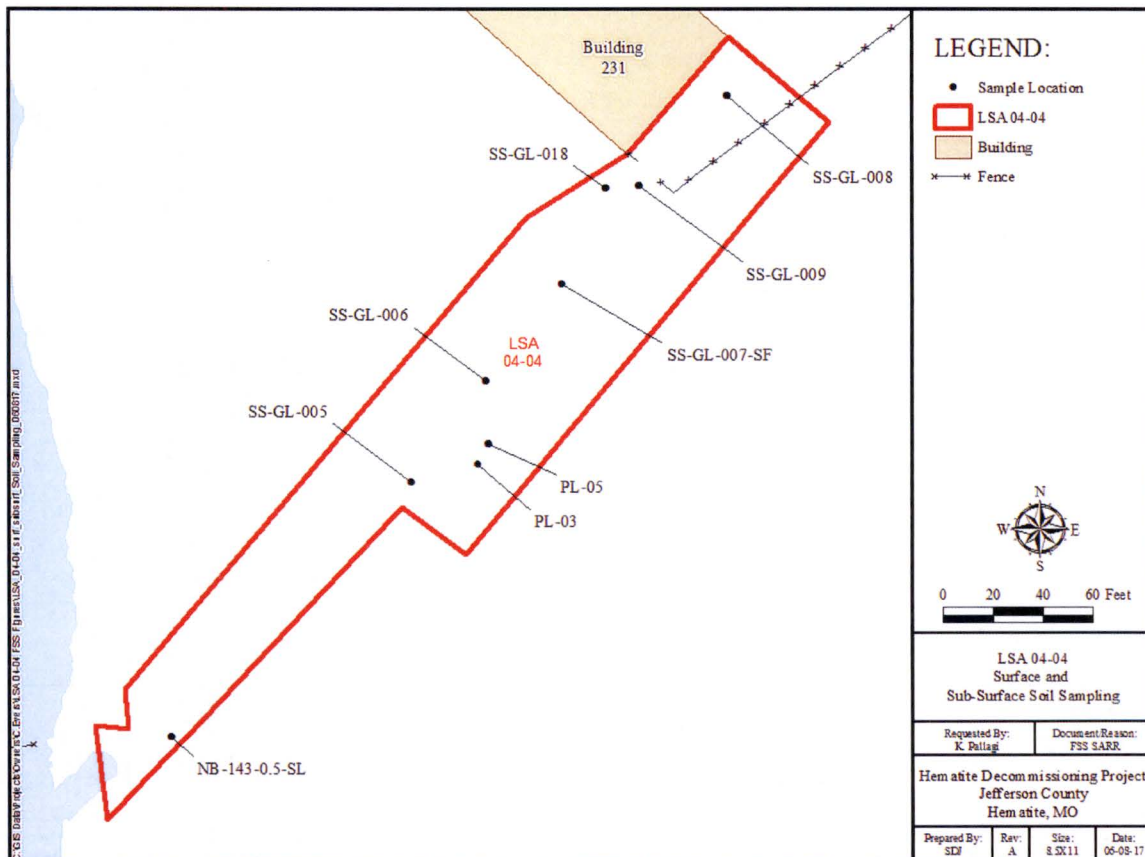 Building
231
SS-GL-018
SS-GL-008
SS-GL-009
SS-GL-006
SS-GL-007-SF
LSA
04-04
SS-GL-005
PL-05
PL-03
NB-143-0.5-SL
LEGEND:
Sample Location
LSA 04-04
Building
Fence
N
W
E
S
0 20 40 60 Feet
LSA 04-04
Surface and
Sub-Surface Soil Sampling
Requested By:
K. Pallagi
Document/Reason:
FSS SARR
Hematite Decommissioning Project
Jefferson County
Hematite, MO
Prepared By:
SDJ
Rev:
A
Size:
8.5X11
Date:
06-08-17